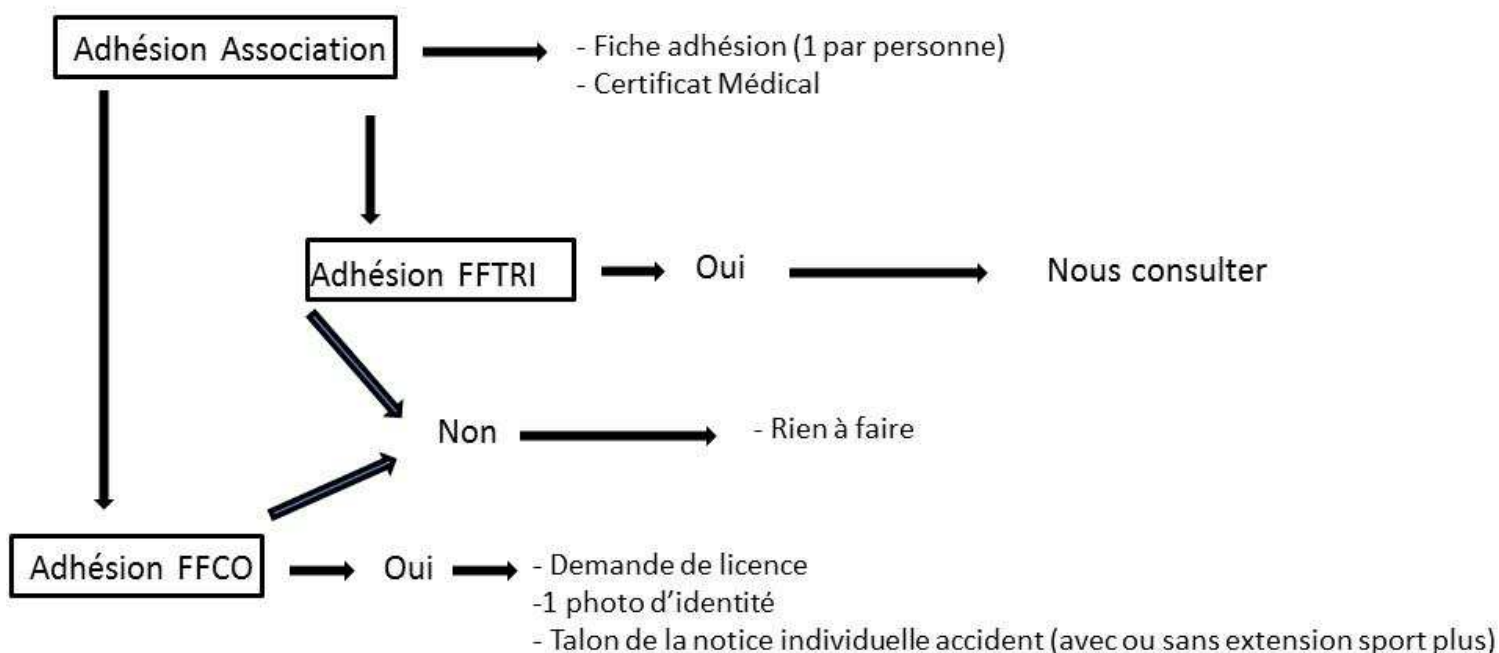 Adhésion Association
- Fiche adhésion (1 par personne)
- Certificat Médical
Adhésion FFTRI
Oui
Nous consulter
Non
- Rien à faire
Adhésion FFCO
Oui
- Demande de licence
-1 photo d'identité
- Talon de la notice individuelle accident (avec ou sans extension sport plus)